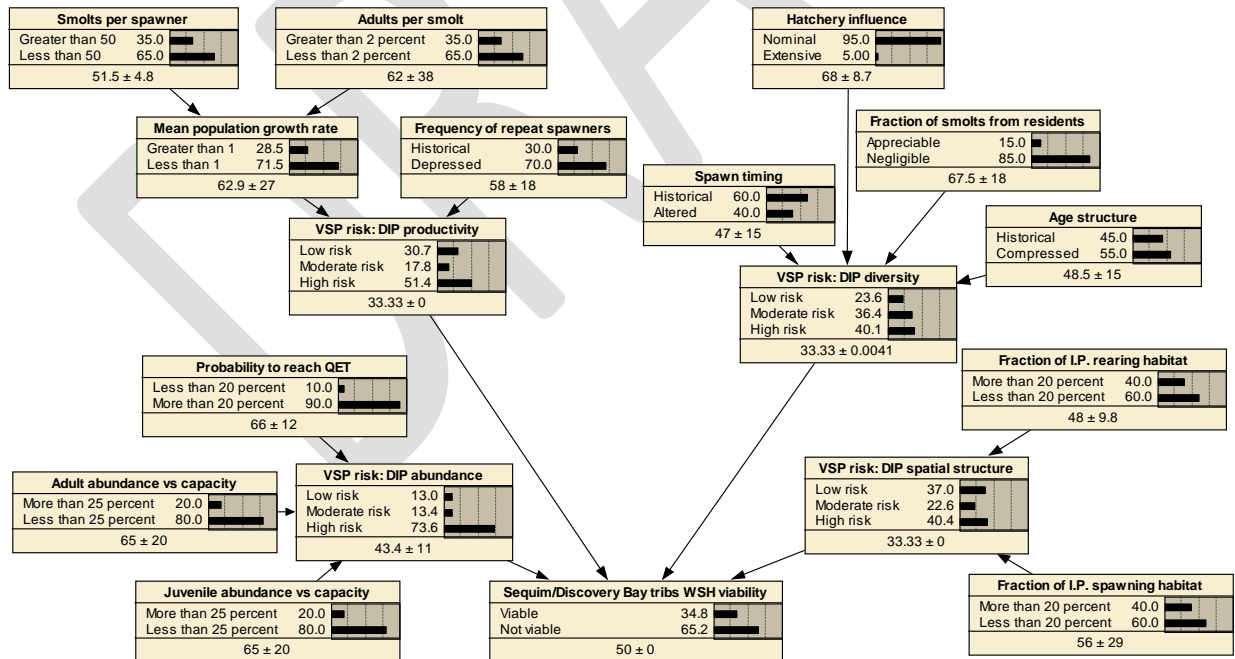 Smolts per spawner
Greater than 50 35.0
Less than 50 65.0
51.5 ± 4.8
Adults per smolt
Greater than 2 percent 35.0
Less than 2 percent 65.0
62 ± 38
Hatchery influence
Nominal 95.0
Extensive 5.00
68 ± 8.7
Mean population growth rate
Greater than 1 28.5
Less than 1 71.5
62.9 ± 27
Frequency of repeat spawners
Historical 30.0
Depressed 70.0
58 ± 18
Fraction of smolts from residents
Appreciable 15.0
Negligible 85.0
67.5 ± 18
Spawn timing
Historical 60.0
Altered 40.0
47 ± 15
Age structure
Historical 45.0
Compressed 55.0
48.5 ± 15
VSP risk: DIP productivity
Low risk 30.7
Moderate risk 17.8
High risk 51.4
33.33 ± 0
VSP risk: DIP diversity
Low risk 23.6
Moderate risk 36.4
High risk 40.1
33.33 ± 0.0041
Probability to reach QET
Less than 20 percent 10.0
More than 20 percent 90.0
66 ± 12
Fraction of I.P. rearing habitat
More than 20 percent 40.0
Less than 20 percent 60.0
48 ± 9.8
Adult abundance vs capacity
More than 25 percent 20.0
Less than 25 percent 80.0
65 ± 20
VSP risk: DIP abundance
Low risk 13.0
Moderate risk 13.4
High risk 73.6
43.4 ± 11
VSP risk: DIP spatial structure
Low risk 37.0
Moderate risk 22.6
High risk 40.4
33.33 ± 0
Juvenile abundance vs capacity
More than 25 percent 20.0
Less than 25 percent 80.0
65 ± 20
Sequim/Discovery Bay tribs WSH viability
Viable 34.8
Not viable 65.2
50 ± 0
Fraction of I.P. spawning habitat
More than 20 percent 40.0
Less than 20 percent 60.0
56 ± 29